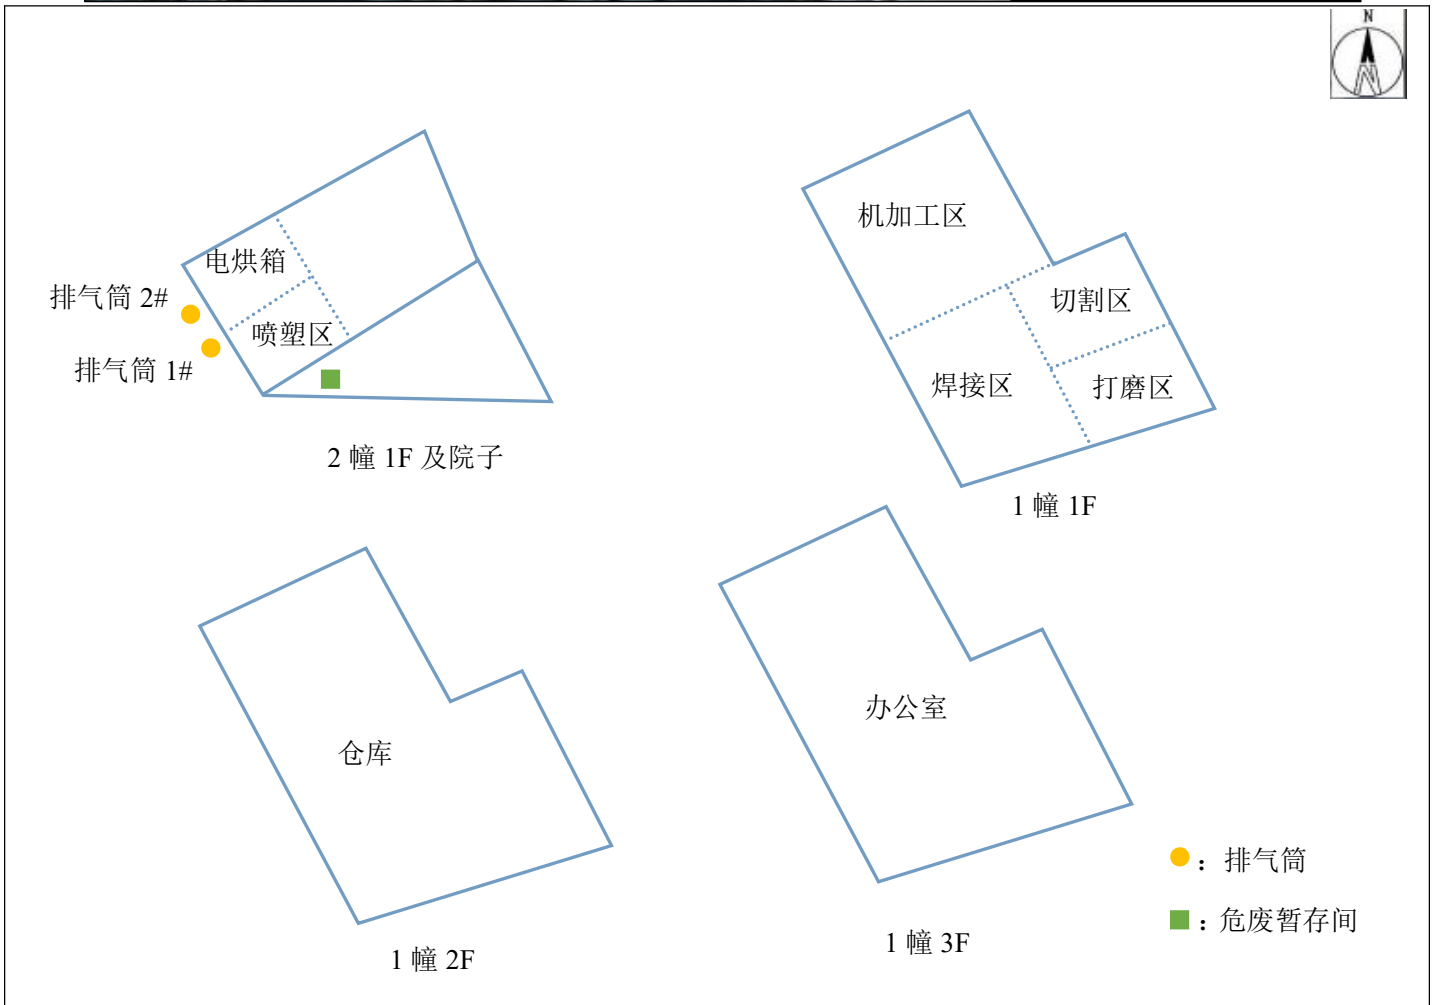 N
机加工区
电烘箱
排气筒 2#
切割区
喷塑区
排气筒 1#
焊接区
打磨区
2 幢 1F 及院子
1 幢 1F
办公室
仓库
：排气筒
：危废暂存间
1 幢 3F
1 幢 2F